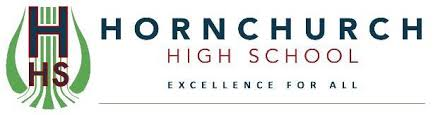 H
HS
HORNCHURCH
HIGH SCHOOL
EXCELLENCE FOR ALL